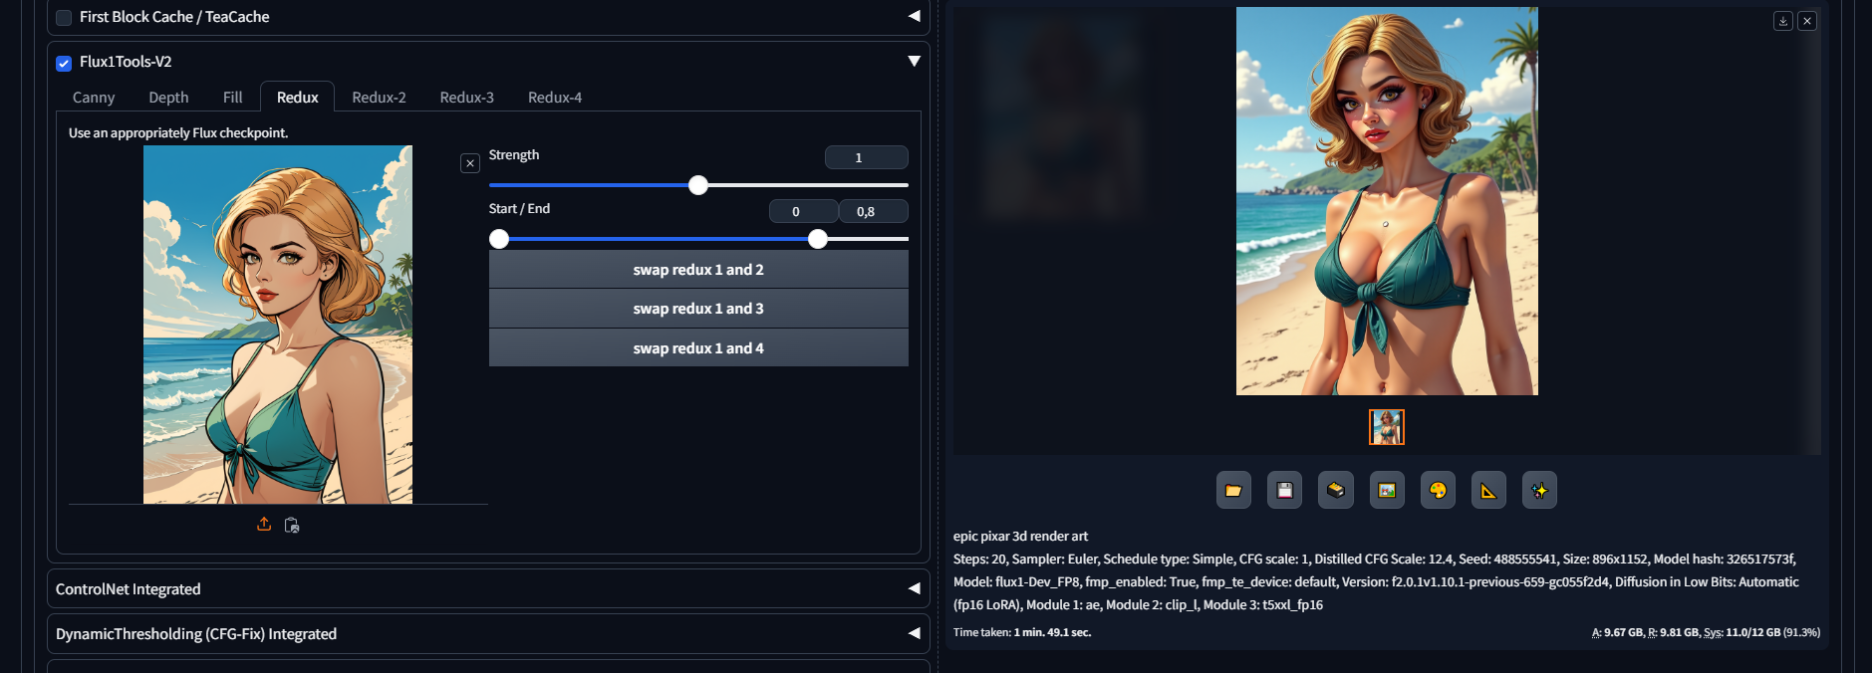 First Block Cache / TeaCache
Flux1Tools-V2
Canny Depth Fill Redux Redux-2 Redux-3 Redux-4
Use an appropriately Flux checkpoint.
Strength
1
Start / End
0
0,8
swap redux 1 and 2
swap redux 1 and 3
swap redux 1 and 4
ControlNet Integrated
DynamicThresholding (CFG-Fix) Integrated
epic pixar 3d render art
Steps: 20, Sampler: Euler, Schedule type: Simple, CFG scale: 1, Distilled CFG Scale: 12.4, Seed: 488555541, Size: 896x1152, Model hash: 326517573f,
Model: flux1-Dev_FP8, fmp_enabled: True, fmp_te_device: default, Version: f2.0.1v1.10.1-previous-659-gc055f2d4, Diffusion in Low Bits: Automatic
(fp16 LoRA), Module 1: ae, Module 2: clip_l, Module 3: t5xxl_fp16
Time taken: 1 min. 49.1 sec.
A: 9.67 GB, R: 9.81 GB, Sys: 11.0/12 GB (91.3%)